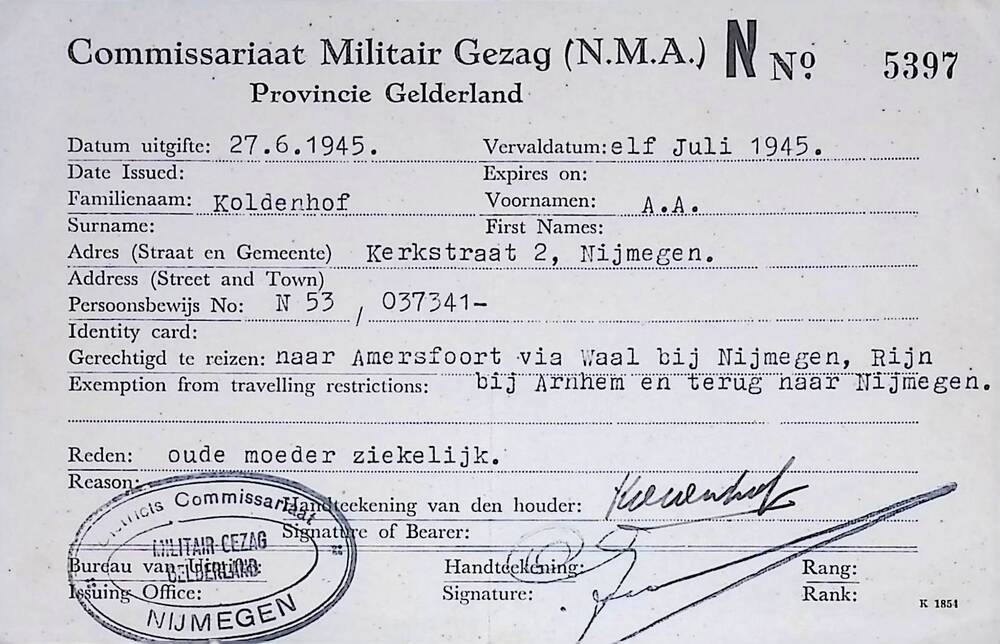 Commissariaat Militair Gezag (N.M.A.) N No 5397
Provincie Gelderland
Datum uitgifte: 27.6.1945. Vervaldatum: elf Juli 1945.
Date Issued: Expires on:
Familienaam: Koldenhof Voornamen: A.A.
Surname: First Names:
Adres (Straat en Gemeente) Kerkstraat 2, Nijmegen.
Address (Street and Town)
Persoonsbewijs No: N 53 / 037341-
Identity card:
Gerechtigd te reizen: naar Amersfoort via Waal bij Nijmegen, Rijn
Exemption from travelling restrictions: bij Arnhem en terug naar Nijmegen.
Reden: oude moeder ziekelijk.
Reason:
Handteekening van den houder:
Signature of Bearer:
Bureau van Handteekening: Rang:
Issuing Office: Signature: Rank:
K 1854
Districts Commissariaat
MILITAIR-GEZAG
GELDERLAND
NIJMEGEN